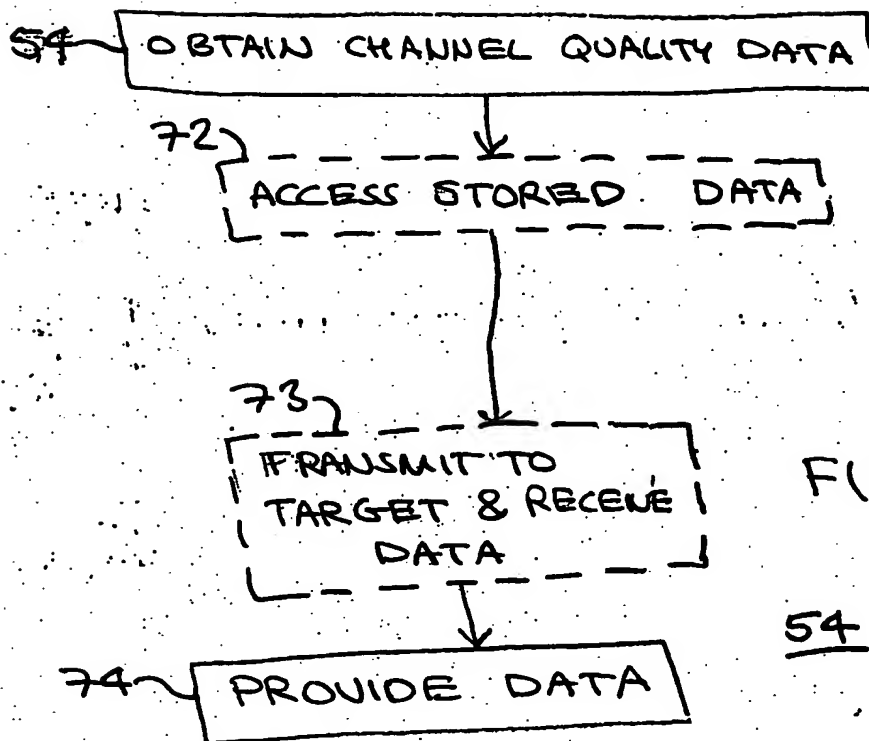 54 OBTAIN CHANNEL QUALITY DATA
72
ACCESS STORED DATA
73
TRANSMIT TO
TARGET & RECEIVE
DATA
F(
54
74 PROVIDE DATA